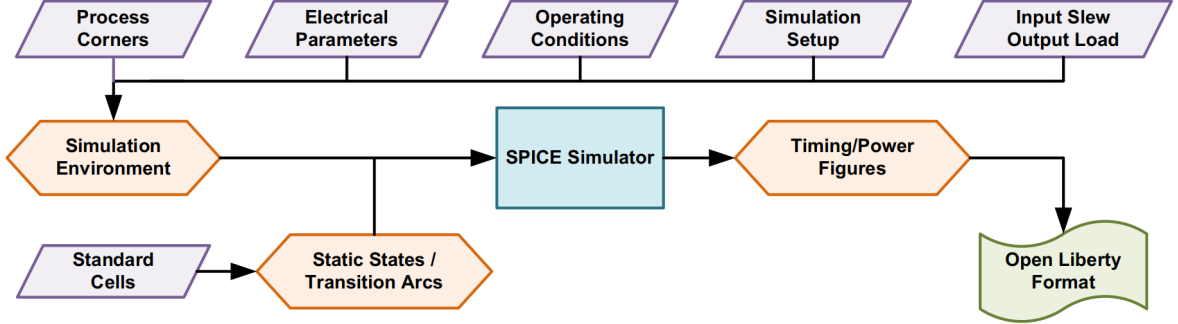 Process
Corners
Electrical
Parameters
Operating
Conditions
Simulation
Setup
Input Slew
Output Load
Simulation
Environment
SPICE Simulator
Timing/Power
Figures
Standard
Cells
Static States /
Transition Arcs
Open Liberty
Format